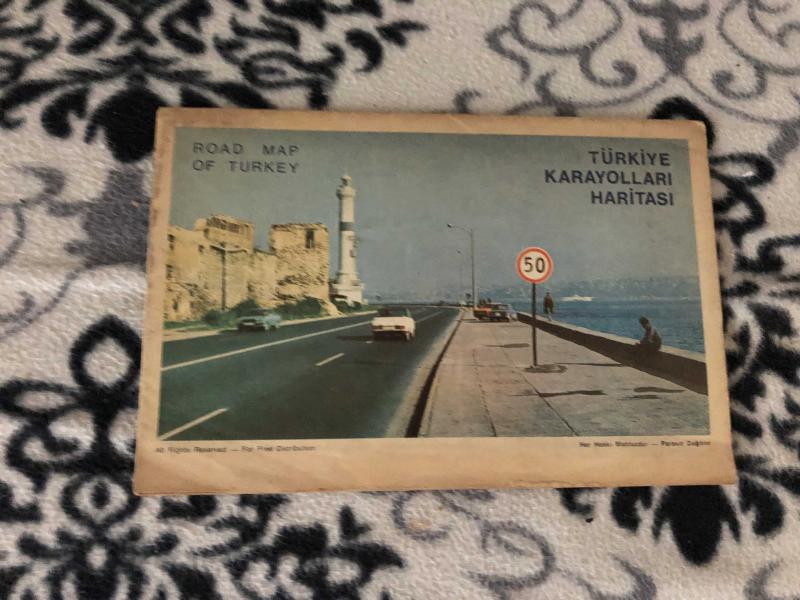 ROAD MAP
OF TURKEY
TÜRKİYE
KARAYOLLARI
HARİTASI
50
All Rights Reserved — For Free Distribution
Her Hakkı Mahfuzdur — Parasız Dağıtılır